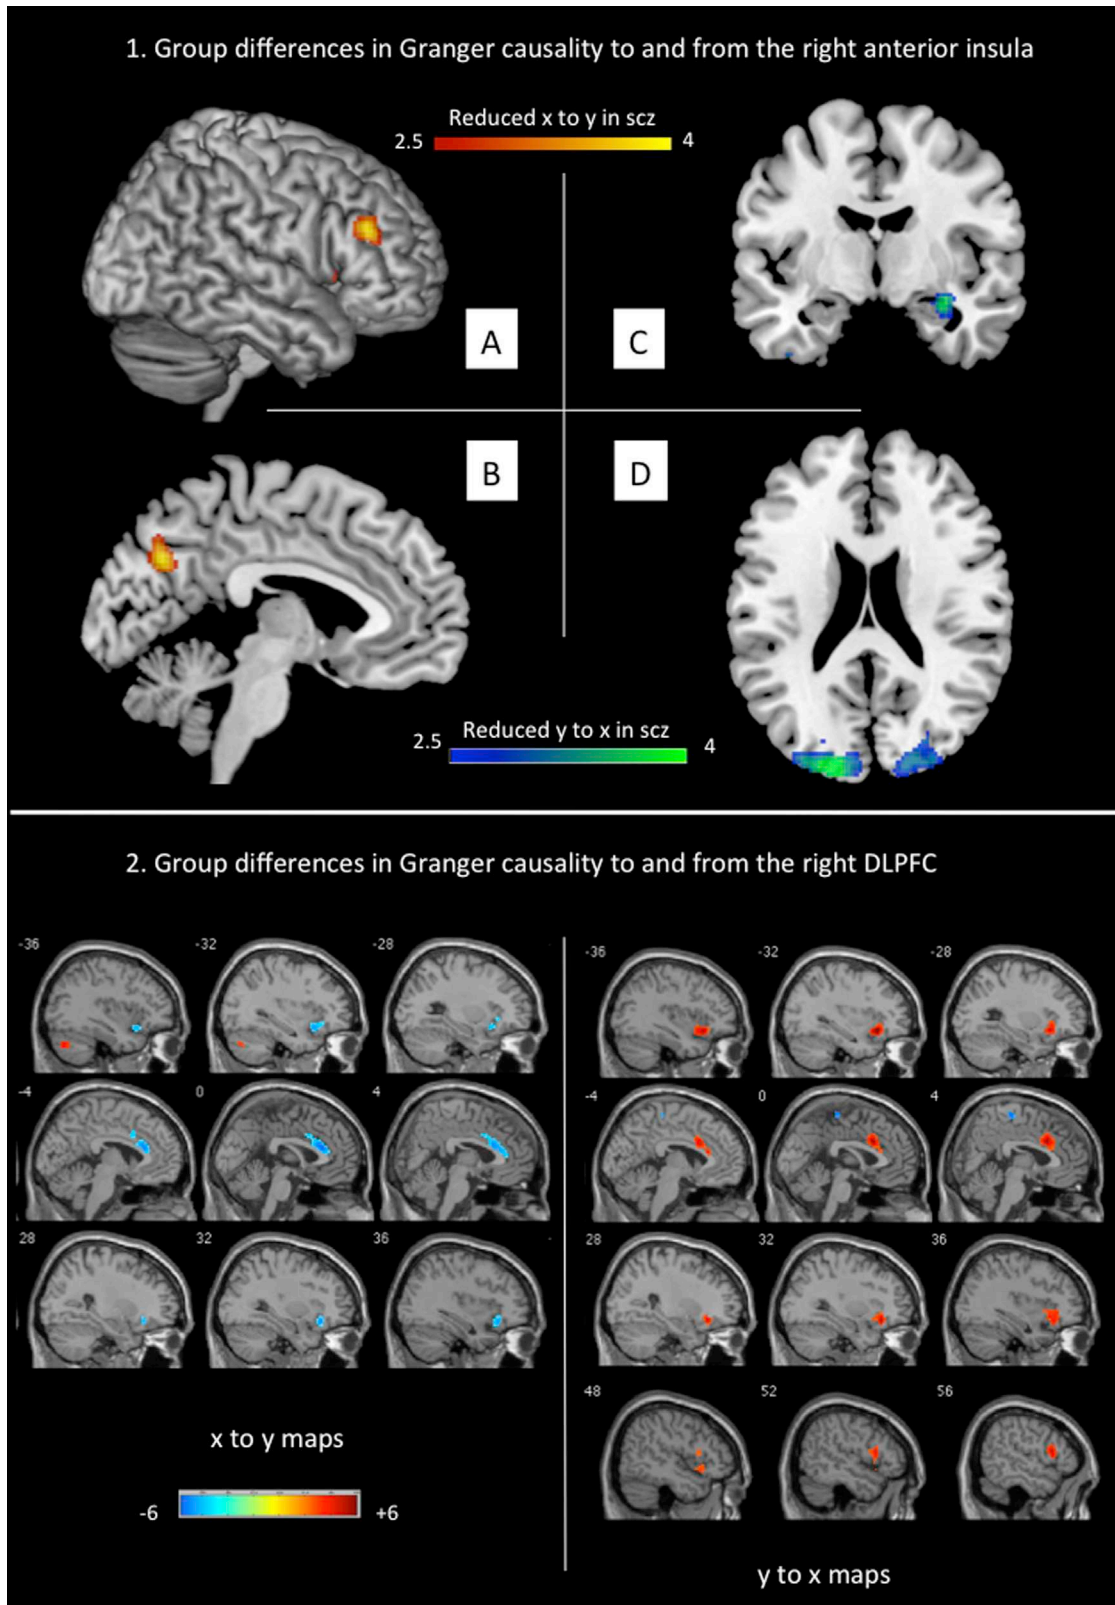 1. Group differences in Granger causality to and from the right anterior insula
Reduced x to y in scz
2.5 4
A C
B D
Reduced y to x in scz
2.5 4
2. Group differences in Granger causality to and from the right DLPFC
-36 -32 -28
-4 0 4
28 32 36
x to y maps
-6 +6
-36 -32 -28
-4 0 4
28 32 36
48 52 56
y to x maps